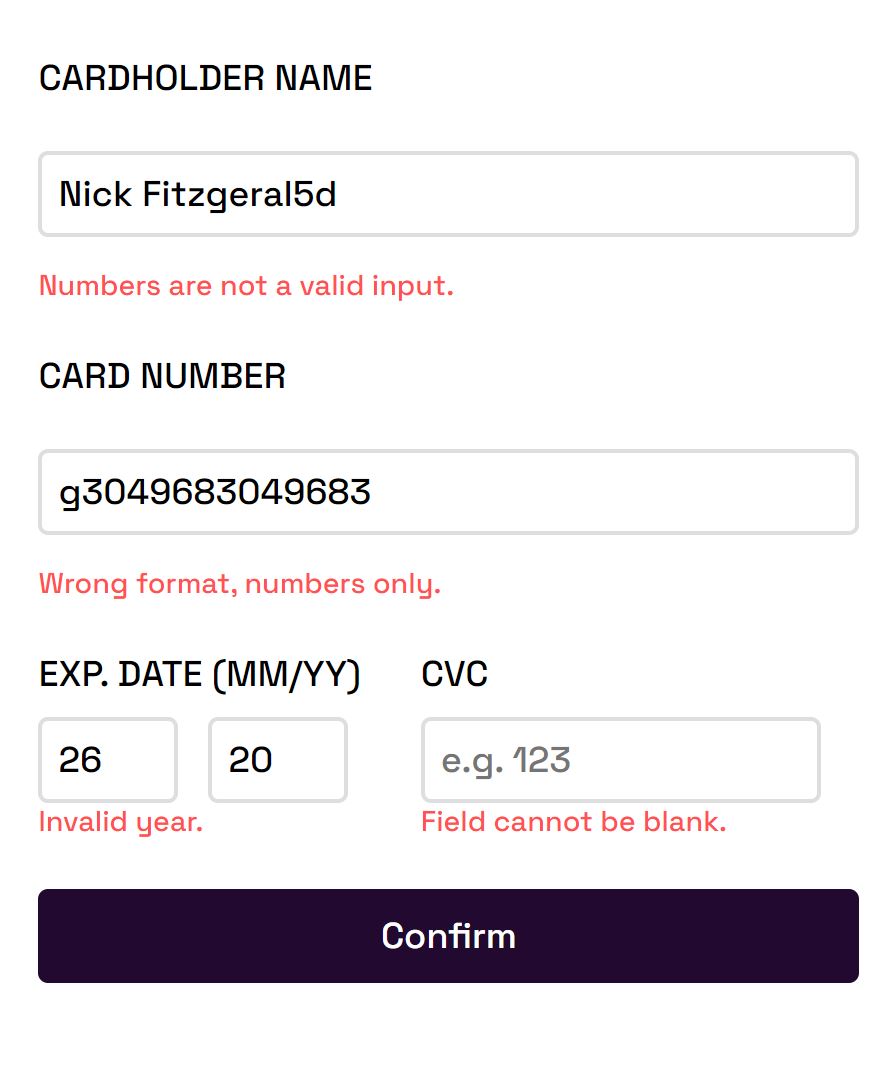 CARDHOLDER NAME
Nick Fitzgeral5d
Numbers are not a valid input.
CARD NUMBER
g3049683049683
Wrong format, numbers only.
EXP. DATE (MM/YY) CVC
26 20 e.g. 123
Invalid year. Field cannot be blank.
Confirm